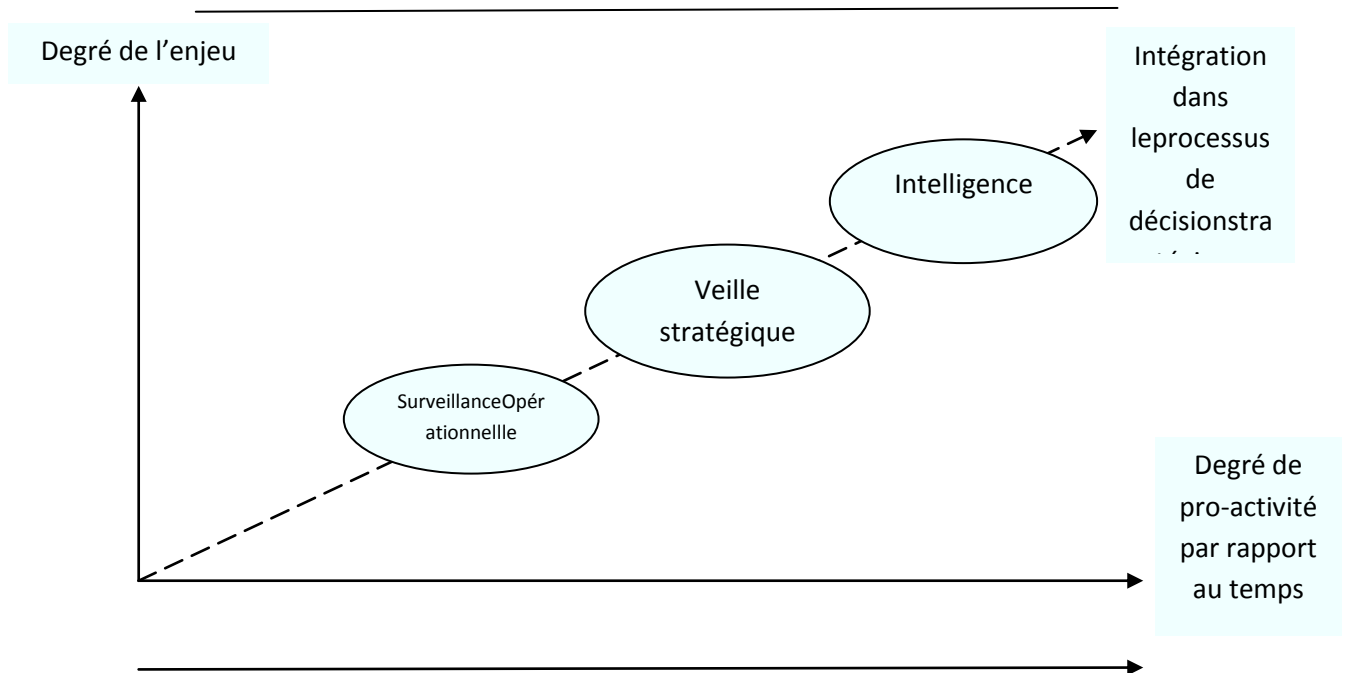 Degré de l’enjeu
Intégration
dans
leprocessus
de
décisionstra
Intelligence
Veille
stratégique
SurveillanceOpér
ationnellle
Degré de
pro-activité
par rapport
au temps